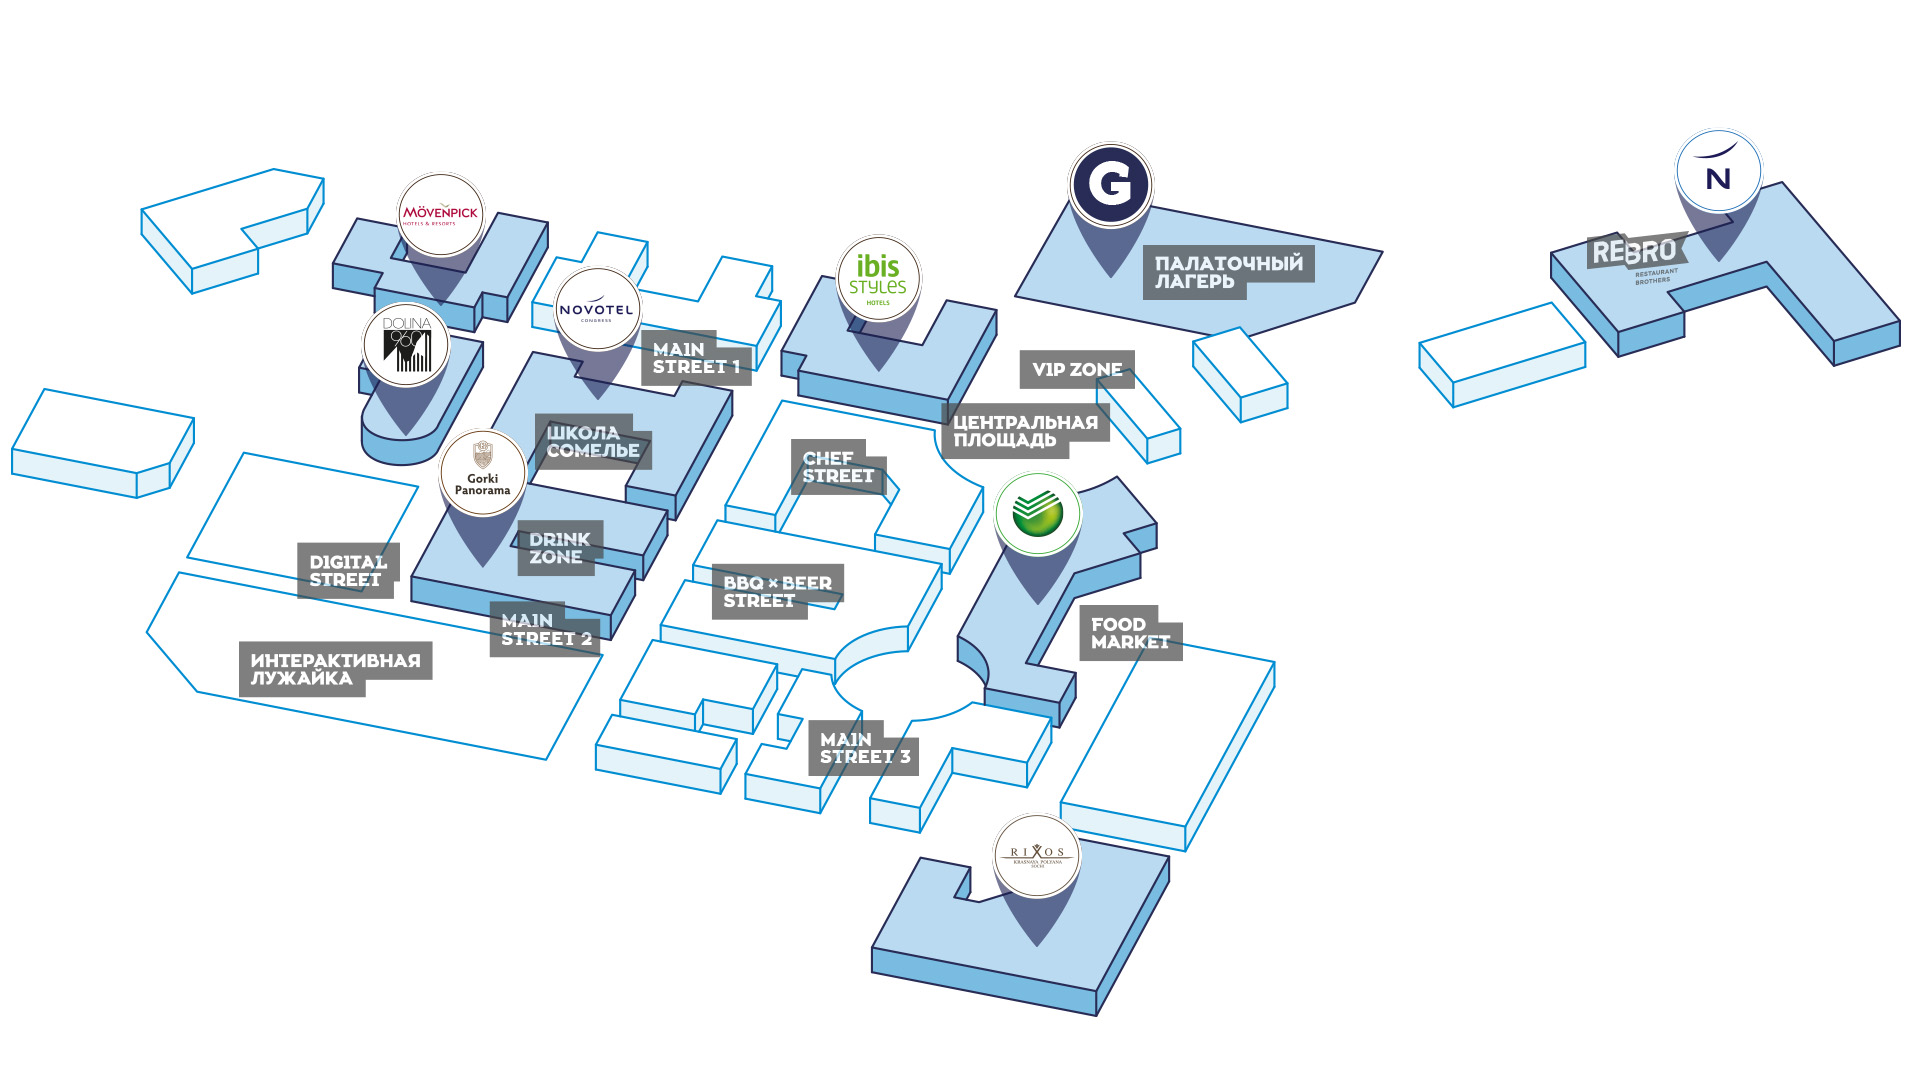 MÖVENPICK
HOTELS & RESORTS
DOLINA
960
NOVOTEL
CONGRESS
ibis
STYLES
HOTELS
G
N
REBRO
RESTAURANT
BROTHERS
ПАЛАТОЧНЫЙ
ЛАГЕРЬ
MAIN
STREET 1
VIP ZONE
ЦЕНТРАЛЬНАЯ
ПЛОЩАДЬ
ШКОЛА
СОМЕЛЬЕ
CHEF
STREET
Gorki
Panorama
DRINK
ZONE
DIGITAL
STREET
BBQ × BEER
STREET
MAIN
STREET 2
FOOD
MARKET
ИНТЕРАКТИВНАЯ
ЛУЖАЙКА
MAIN
STREET 3
RIXOS
KRASNAYA POLYANA
SOCHI